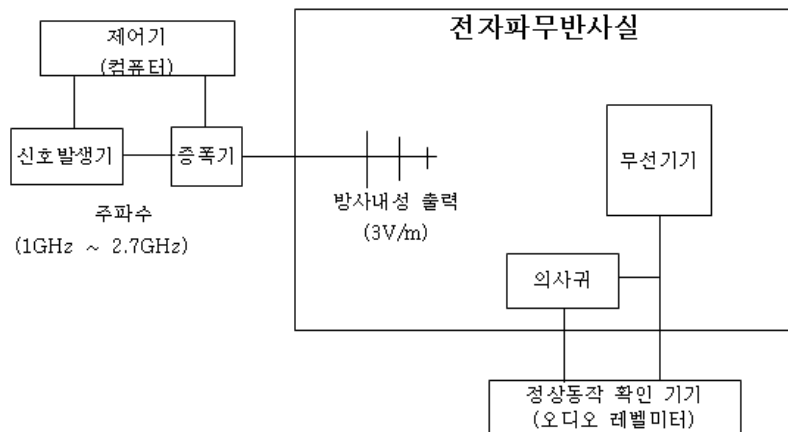 전자파무반사실
제어기
(컴퓨터)
신호발생기
증폭기
무선기기
방사내성 출력
(3V/m)
주파수
(1GHz ~ 2.7GHz)
의사귀
정상동작 확인 기기
(오디오 레벨미터)